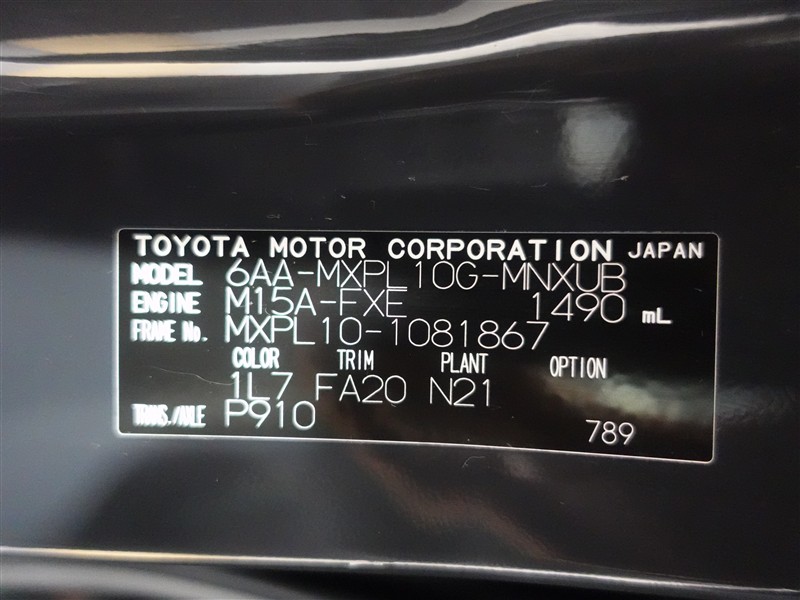 TOYOTA MOTOR CORPORATION JAPAN
MODEL 6AA-MXPL10G-MNXUB
ENGINE M15A-FXE 1490 mL
FRAME No. MXPL10-1081867
COLOR TRIM PLANT OPTION
1L7 FA20 N21
TRANS./AXLE P910
789